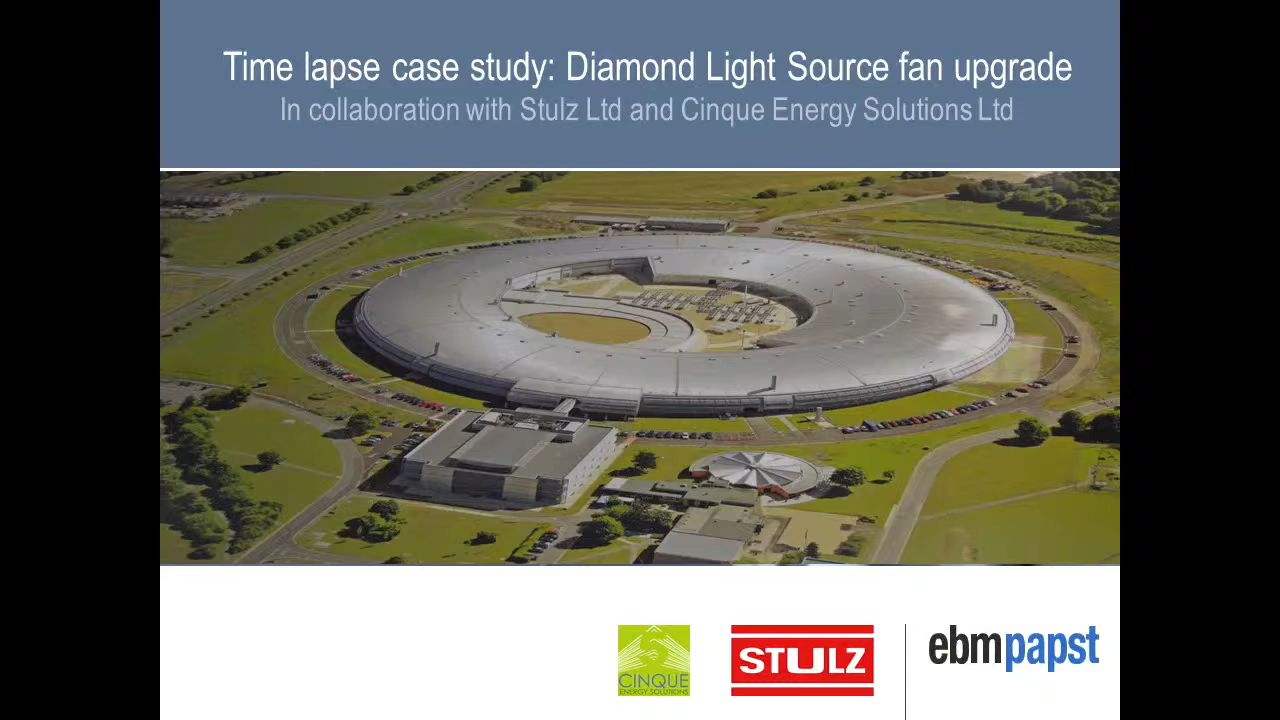 Time lapse case study: Diamond Light Source fan upgrade
In collaboration with Stulz Ltd and Cinque Energy Solutions Ltd
CINQUE
ENERGY SOLUTIONS
STULZ
ebmpapst